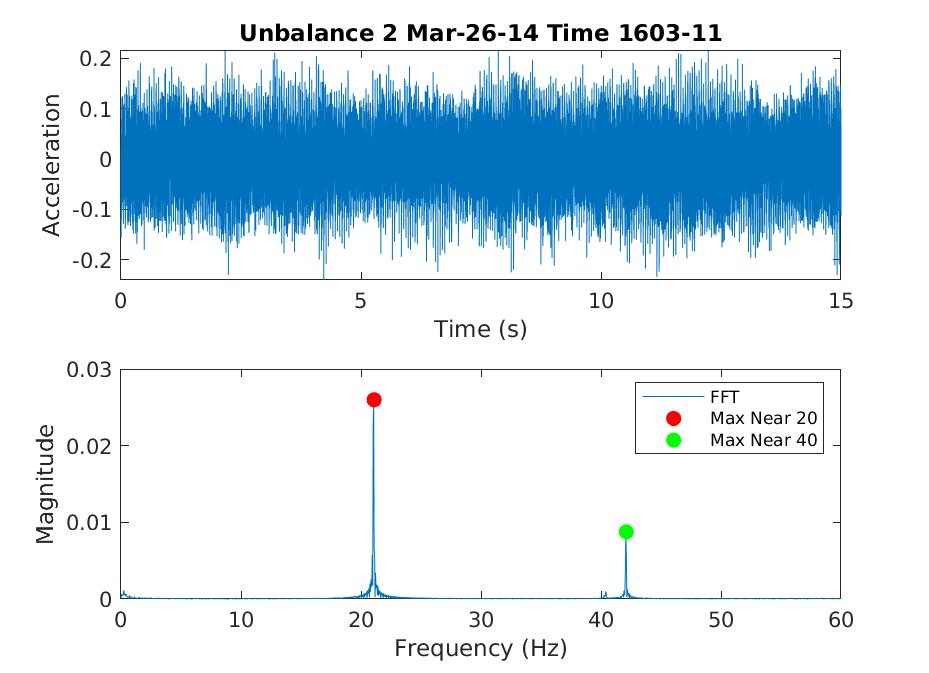 Unbalance 2 Mar-26-14 Time 1603-11
0.2
0.1
0
-0.1
-0.2
Acceleration
0 5 10 15
Time (s)
0.03
0.02
0.01
0
Magnitude
FFT
Max Near 20
Max Near 40
0 10 20 30 40 50 60
Frequency (Hz)